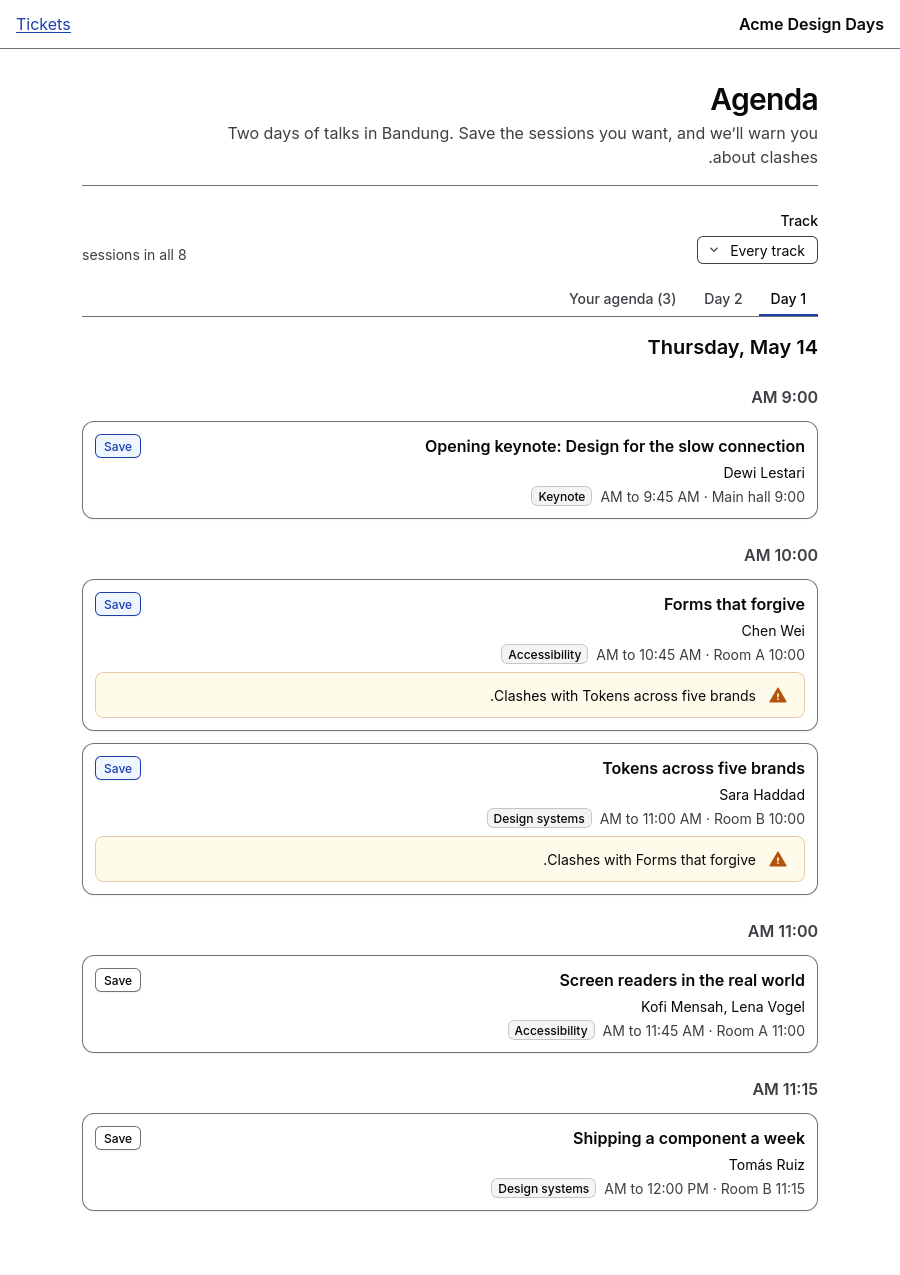 Acme Design Days
Tickets
Agenda
Two days of talks in Bandung. Save the sessions you want, and we’ll warn you
.about clashes
Track
Every track
sessions in all 8
Day 1
Day 2
Your agenda (3)
Thursday, May 14
AM 9:00
Opening keynote: Design for the slow connection
Save
Dewi Lestari
AM to 9:45 AM · Main hall 9:00
Keynote
AM 10:00
Forms that forgive
Save
Chen Wei
AM to 10:45 AM · Room A 10:00
Accessibility
.Clashes with Tokens across five brands
Tokens across five brands
Save
Sara Haddad
AM to 11:00 AM · Room B 10:00
Design systems
.Clashes with Forms that forgive
AM 11:00
Screen readers in the real world
Save
Kofi Mensah, Lena Vogel
AM to 11:45 AM · Room A 11:00
Accessibility
AM 11:15
Shipping a component a week
Save
Tomás Ruiz
AM to 12:00 PM · Room B 11:15
Design systems